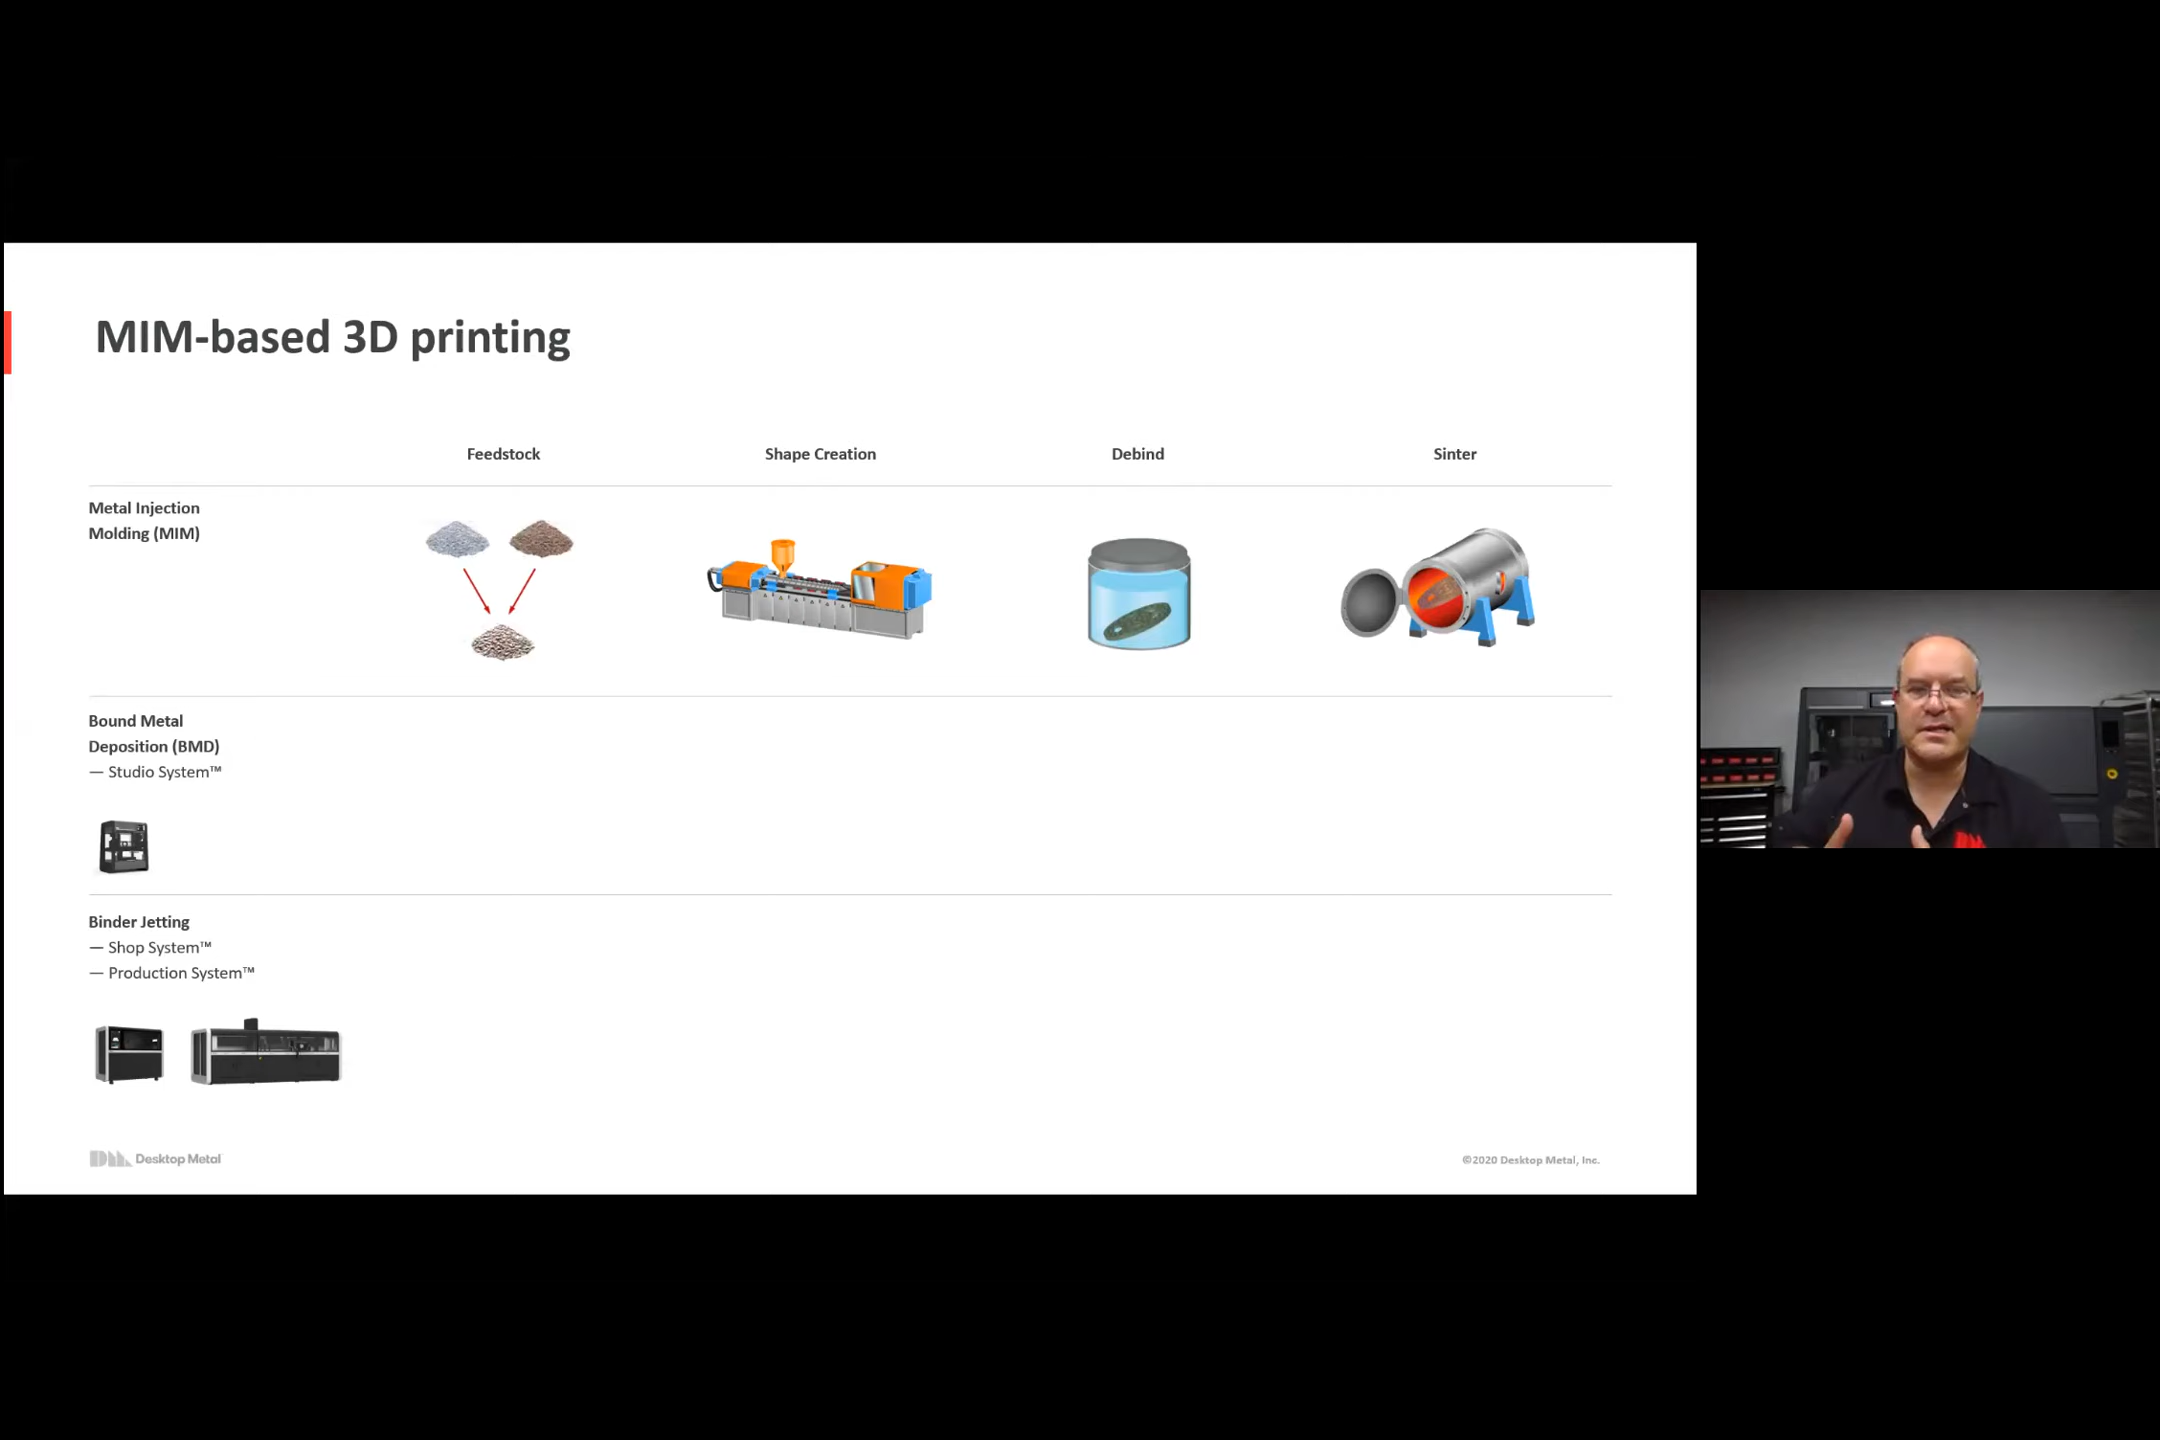 MIM-based 3D printing
Feedstock
Shape Creation
Debind
Sinter
Metal Injection
Molding (MIM)
Bound Metal
Deposition (BMD)
— Studio System™
Binder Jetting
— Shop System™
— Production System™
Desktop Metal
©2020 Desktop Metal, Inc.